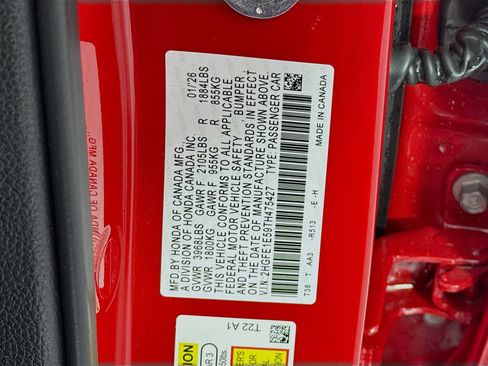 MFD BY HONDA OF CANADA MFG. 01/26
A DIVISION OF HONDA CANADA INC.
GVWR 3968LBS GAWR F 2105LBS R 1884LBS
GVWR 1800KG GAWR F 955KG R 855KG
THIS VEHICLE CONFORMS TO ALL APPLICABLE
FEDERAL MOTOR VEHICLE SAFETY, BUMPER,
AND THEFT PREVENTION STANDARDS IN EFFECT
ON THE DATE OF MANUFACTURE SHOWN ABOVE.
V.I.N.:2HGFE1E59TH475427 TYPE:PASSENGER CAR
MADE IN CANADA
T38 T AA3 -R513 -E -H
T22 A1